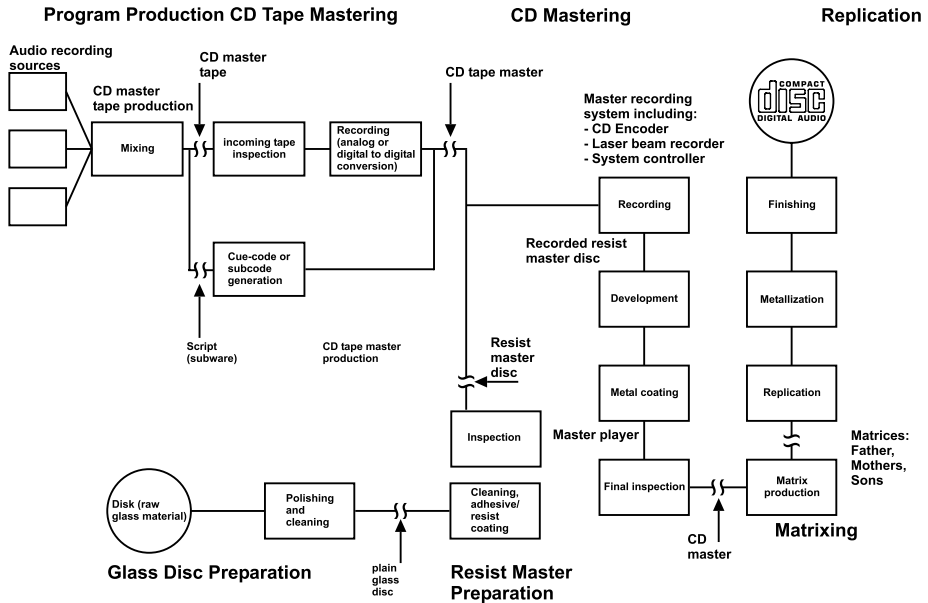 Program Production CD Tape Mastering
CD Mastering
Replication
Audio recording
sources
CD master
tape production
Mixing
CD master
tape
incoming tape
inspection
Recording
(analog or
digital to digital
conversion)
CD tape master
Cue-code or
subcode
generation
Script
(subware)
CD tape master
production
Master recording
system including:
- CD Encoder
- Laser beam recorder
- System controller
Recording
Recorded resist
master disc
Development
Metal coating
Master player
Final inspection
Resist
master
disc
Inspection
COMPACT
disc
DIGITAL AUDIO
Finishing
Metallization
Replication
Matrices:
Father,
Mothers,
Sons
Matrix
production
Matrixing
CD
master
Disk (raw
glass material)
Polishing
and
cleaning
plain
glass
disc
Cleaning,
adhesive/
resist
coating
Glass Disc Preparation
Resist Master
Preparation